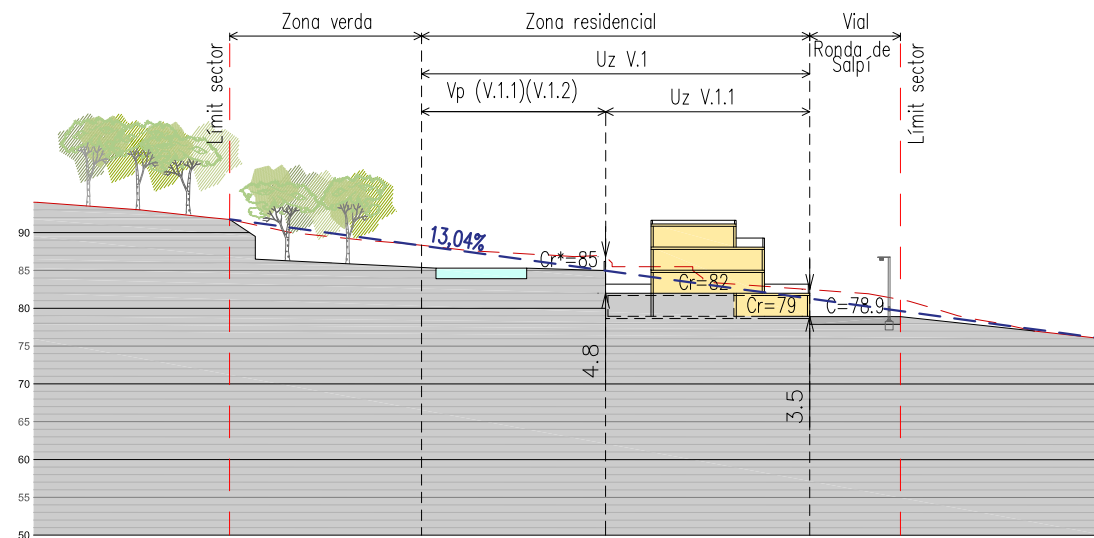 Zona verda
Zona residencial
Vial
Ronda de
Salpí
Uz V.1
Vp (V.1.1)(V.1.2)
Uz V.1.1
Límit sector
Límit sector
13,04%
Cr*=85
Cr=82
Cr=79
C=78.9
4.8
3.5
90
85
80
75
70
65
60
55
50